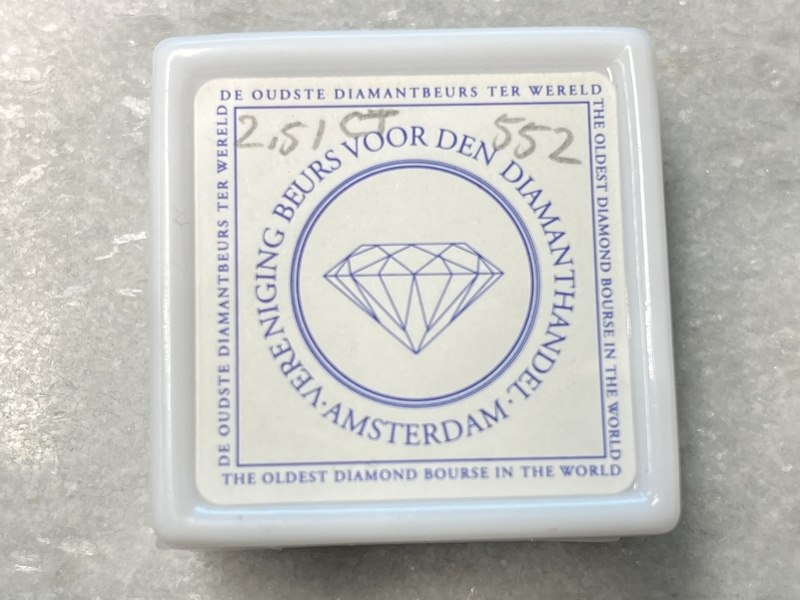 DE OUDSTE DIAMANTBEURS TER WERELD
THE OLDEST DIAMOND BOURSE IN THE WORLD
DE OUDSTE DIAMANTBEURS TER WERELD
2,51 CT 552
VERENIGING BEURS VOOR DEN DIAMANTHANDEL
· AMSTERDAM ·
THE OLDEST DIAMOND BOURSE IN THE WORLD